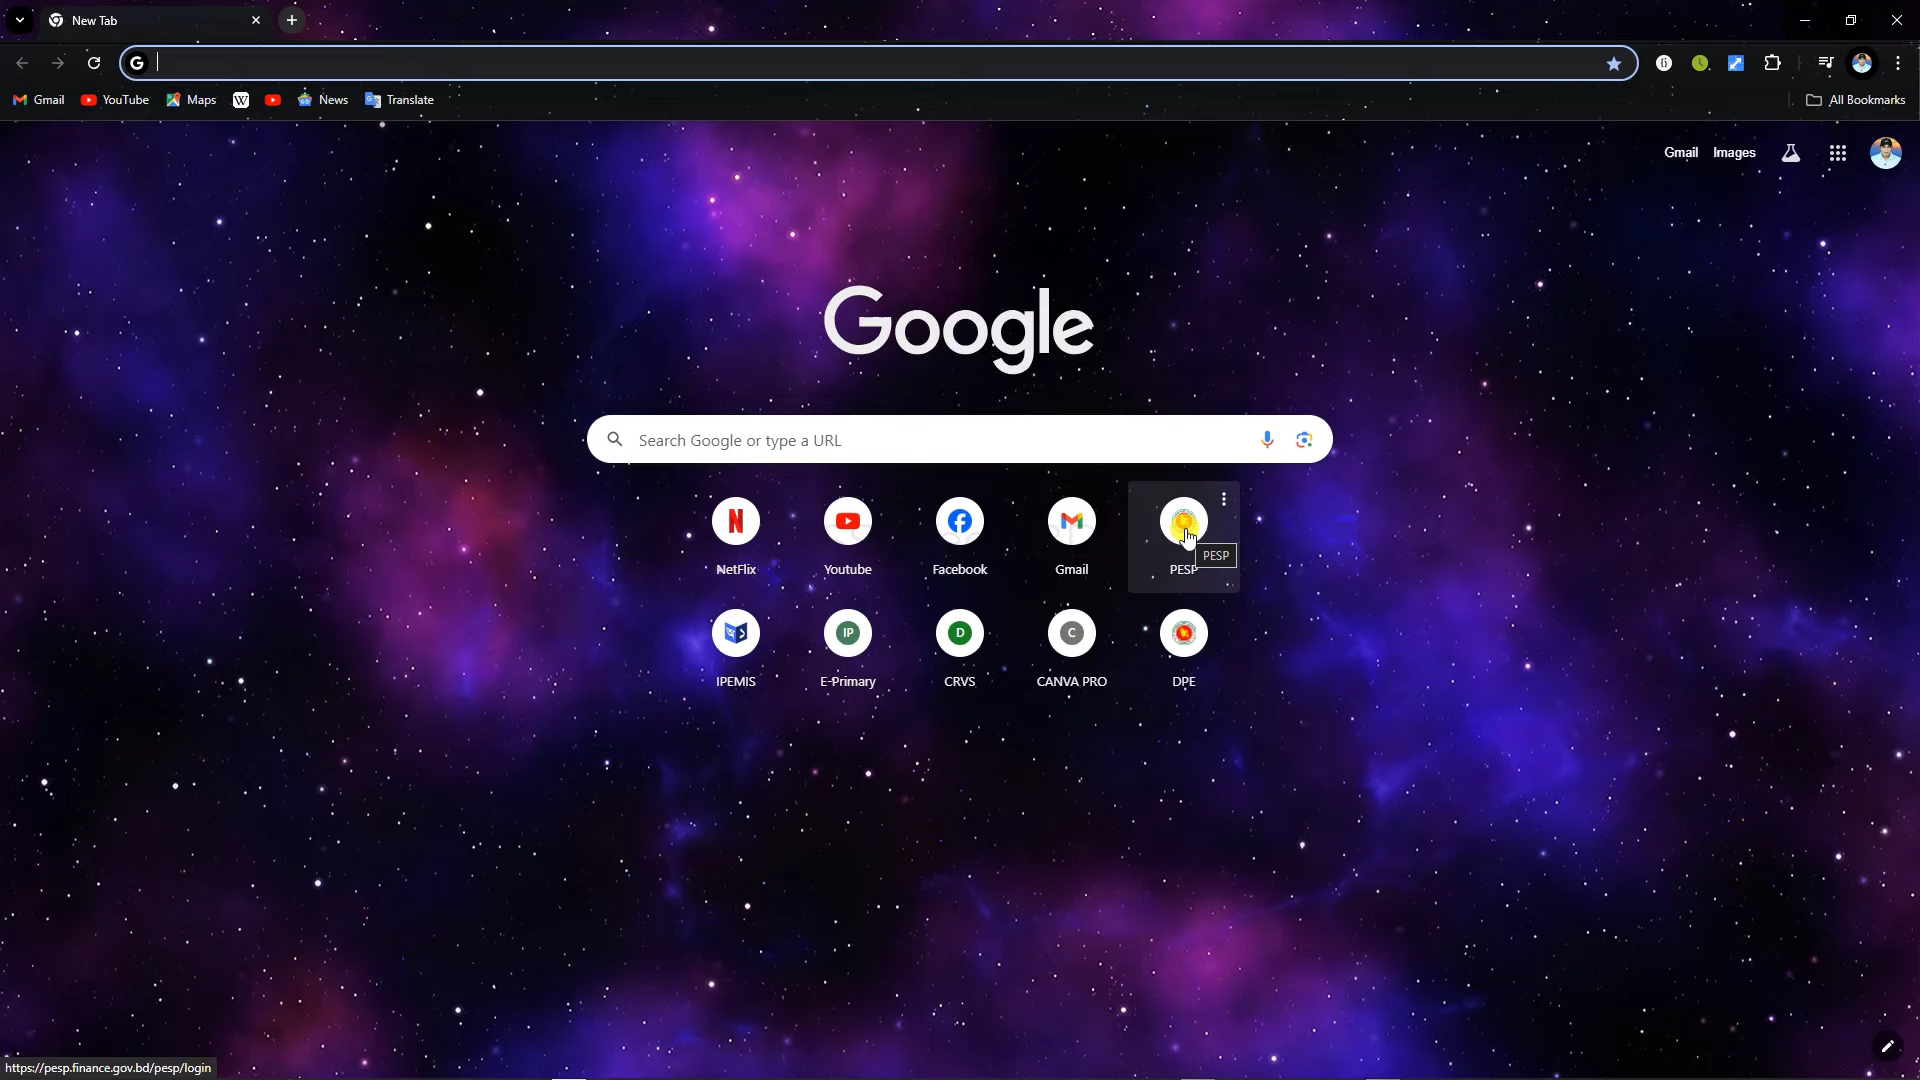 New Tab
Gmail YouTube Maps News Translate All Bookmarks
Gmail Images
Google
Search Google or type a URL
NetFlix Youtube Facebook Gmail PESP
PESP
IP D C
IPEMIS E-Primary CRVS CANVA PRO DPE
https://pesp.finance.gov.bd/pesp/login